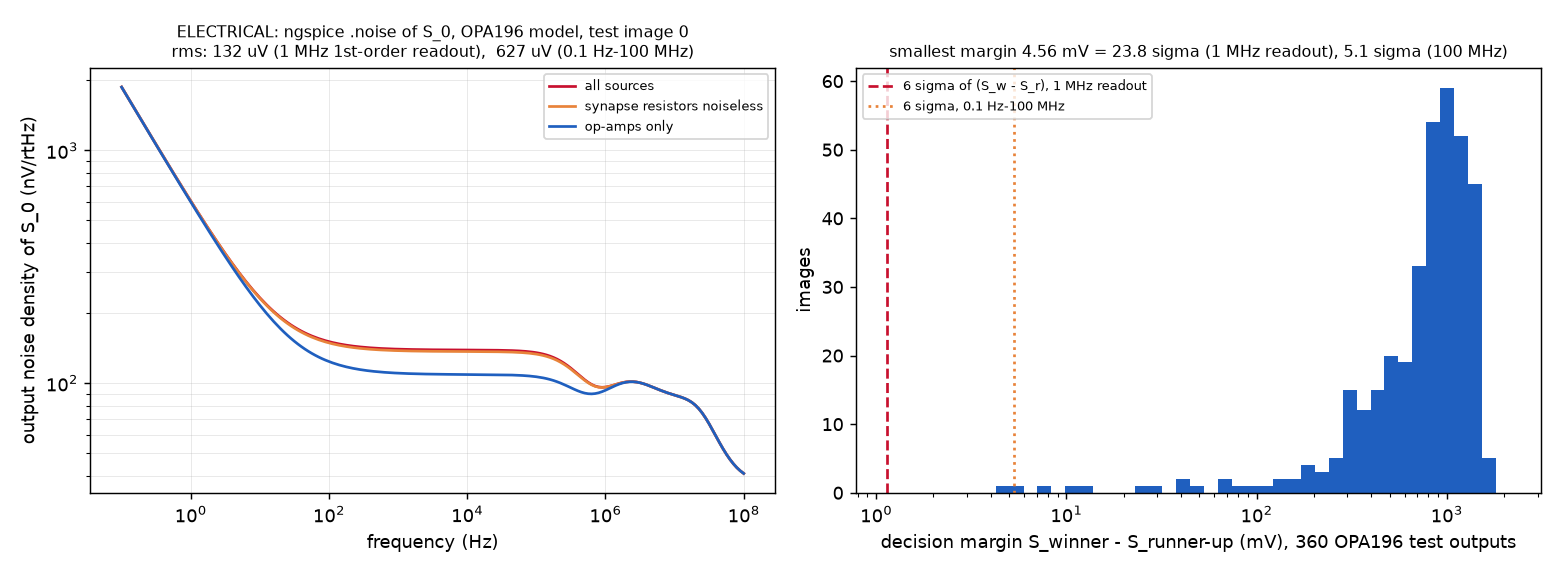 ELECTRICAL: ngspice .noise of S_0, OPA196 model, test image 0
rms: 132 uV (1 MHz 1st-order readout),  627 uV (0.1 Hz-100 MHz)
all sources
synapse resistors noiseless
op-amps only
output noise density of S_0 (nV/rtHz)
10^3
10^2
10^0
10^2
10^4
10^6
10^8
frequency (Hz)
smallest margin 4.56 mV = 23.8 sigma (1 MHz readout), 5.1 sigma (100 MHz)
6 sigma of (S_w - S_r), 1 MHz readout
6 sigma, 0.1 Hz-100 MHz
images
60
50
40
30
20
10
0
10^0
10^1
10^2
10^3
decision margin S_winner - S_runner-up (mV), 360 OPA196 test outputs